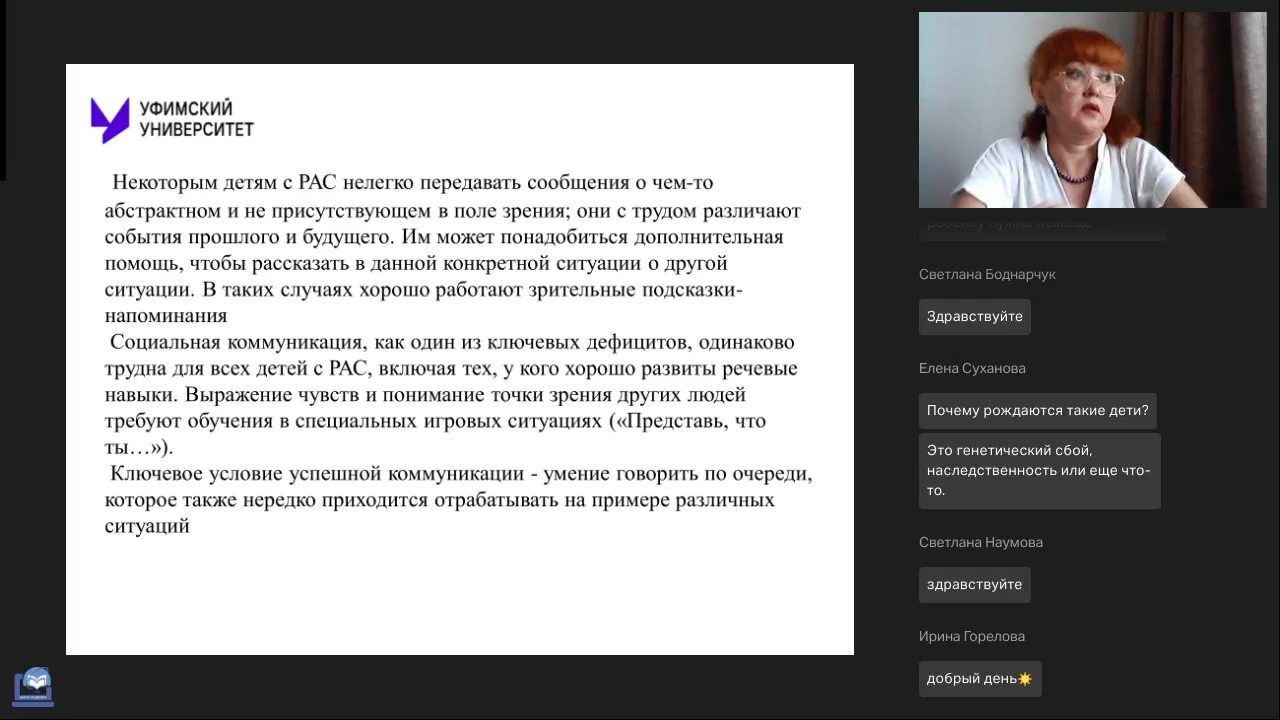 УФИМСКИЙ
УНИВЕРСИТЕТ
Некоторым детям с РАС нелегко передавать сообщения о чем-то
абстрактном и не присутствующем в поле зрения; они с трудом различают
события прошлого и будущего. Им может понадобиться дополнительная
помощь, чтобы рассказать в данной конкретной ситуации о другой
ситуации. В таких случаях хорошо работают зрительные подсказки-
напоминания
Социальная коммуникация, как один из ключевых дефицитов, одинаково
трудна для всех детей с РАС, включая тех, у кого хорошо развиты речевые
навыки. Выражение чувств и понимание точки зрения других людей
требуют обучения в специальных игровых ситуациях («Представь, что
ты…»).
Ключевое условие успешной коммуникации - умение говорить по очереди,
которое также нередко приходится отрабатывать на примере различных
ситуаций
ребенку нужна помощь
Светлана Боднарчук
Здравствуйте
Елена Суханова
Почему рождаются такие дети?
Это генетический сбой,
наследственность или еще что-
то.
Светлана Наумова
здравствуйте
Ирина Горелова
добрый день☀️